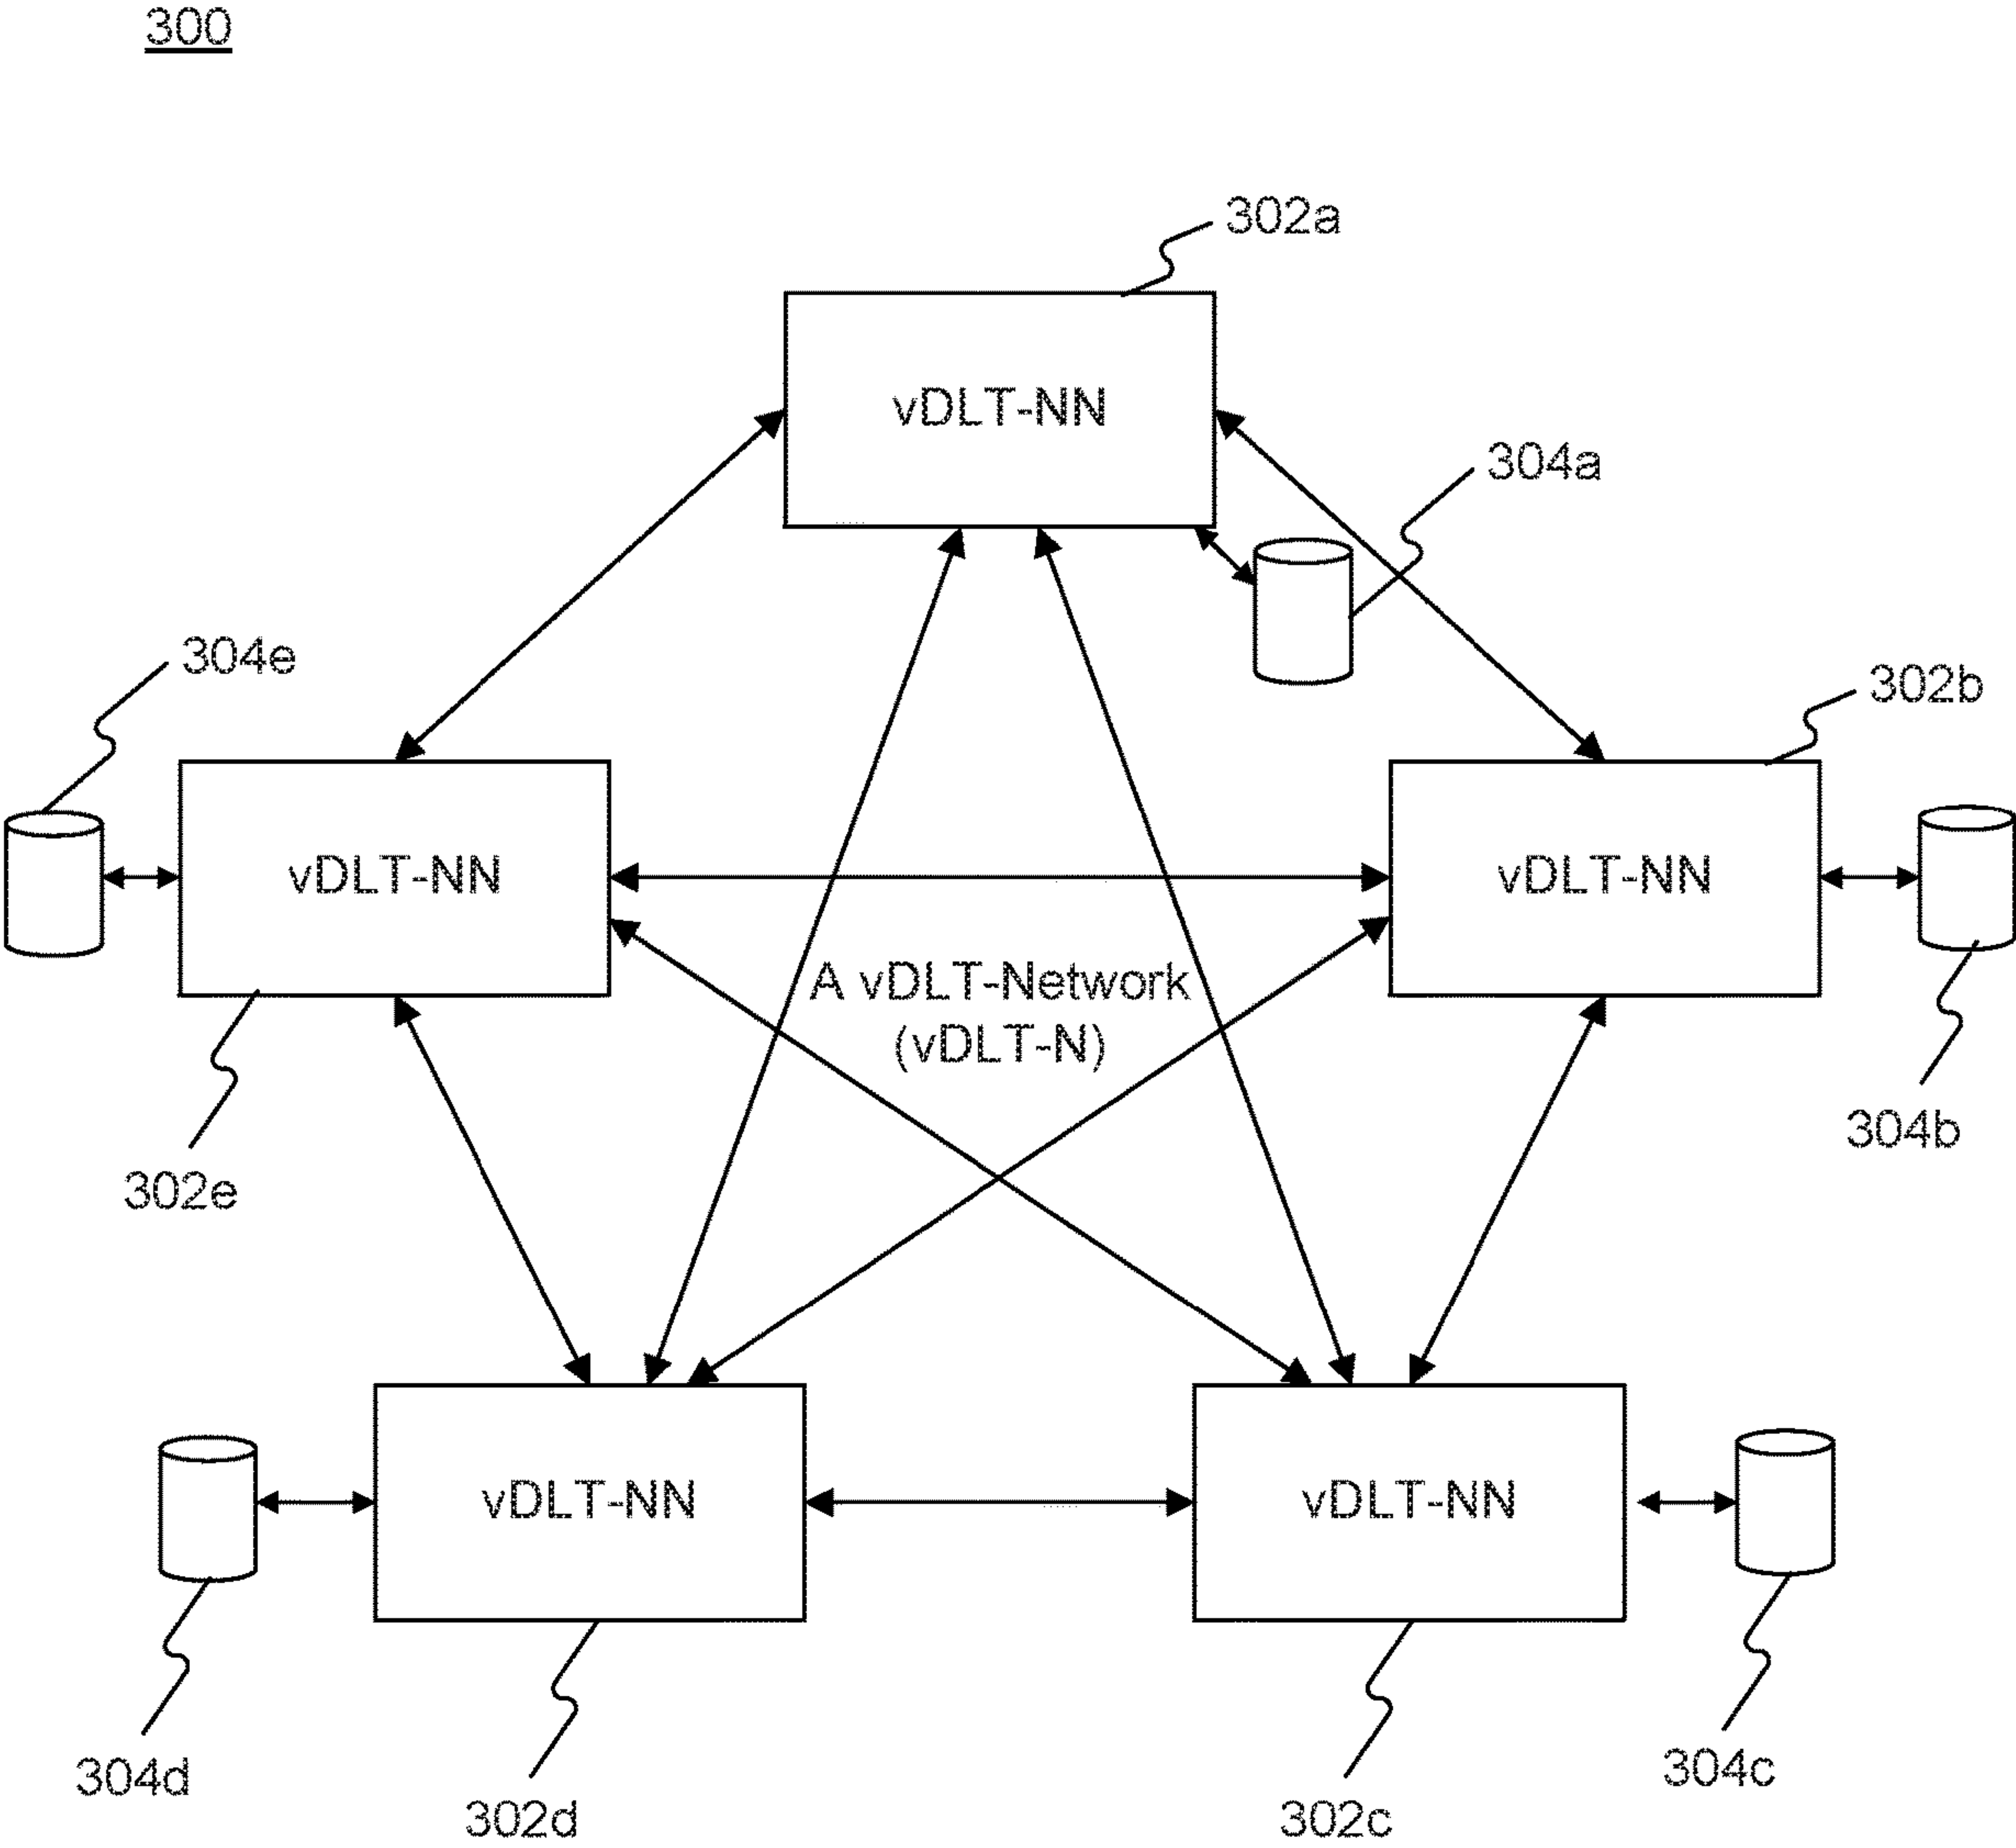 300
302a
vDLT-NN
304a
304e
302b
vDLT-NN
vDLT-NN
A vDLT-Network
(vDLT-N)
304b
302e
vDLT-NN
vDLT-NN
304d
304c
302d
302c